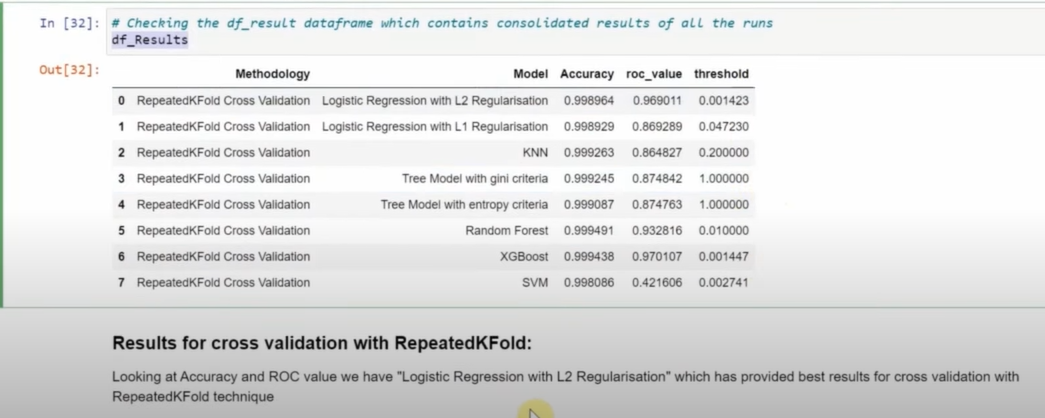 In [32]: # Checking the df_result dataframe which contains consolidated results of all the runs
df_Results
Out[32]:
Methodology Model Accuracy roc_value threshold
0 RepeatedKFold Cross Validation Logistic Regression with L2 Regularisation 0.998964 0.969011 0.001423
1 RepeatedKFold Cross Validation Logistic Regression with L1 Regularisation 0.998929 0.869289 0.047230
2 RepeatedKFold Cross Validation KNN 0.999263 0.864827 0.200000
3 RepeatedKFold Cross Validation Tree Model with gini criteria 0.999245 0.874842 1.000000
4 RepeatedKFold Cross Validation Tree Model with entropy criteria 0.999087 0.874763 1.000000
5 RepeatedKFold Cross Validation Random Forest 0.999491 0.932816 0.010000
6 RepeatedKFold Cross Validation XGBoost 0.999438 0.970107 0.001447
7 RepeatedKFold Cross Validation SVM 0.998086 0.421606 0.002741
Results for cross validation with RepeatedKFold:
Looking at Accuracy and ROC value we have "Logistic Regression with L2 Regularisation" which has provided best results for cross validation with
RepeatedKFold technique